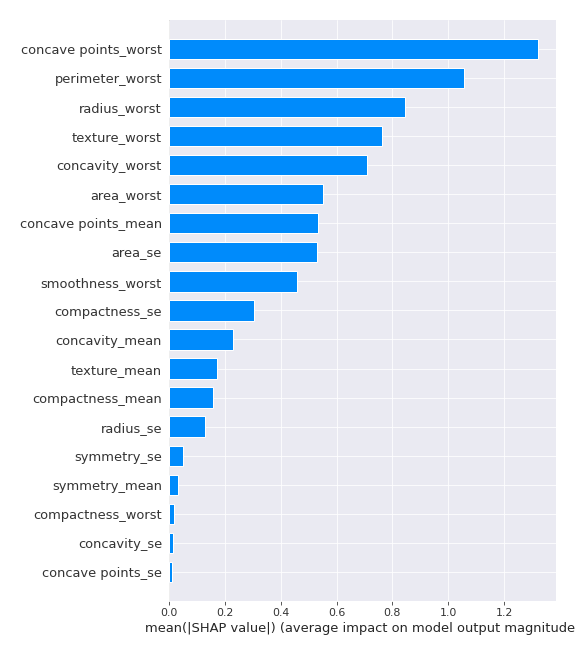 concave points_worst
perimeter_worst
radius_worst
texture_worst
concavity_worst
area_worst
concave points_mean
area_se
smoothness_worst
compactness_se
concavity_mean
texture_mean
compactness_mean
radius_se
symmetry_se
symmetry_mean
compactness_worst
concavity_se
concave points_se
0.0 0.2 0.4 0.6 0.8 1.0 1.2
mean(|SHAP value|) (average impact on model output magnitude